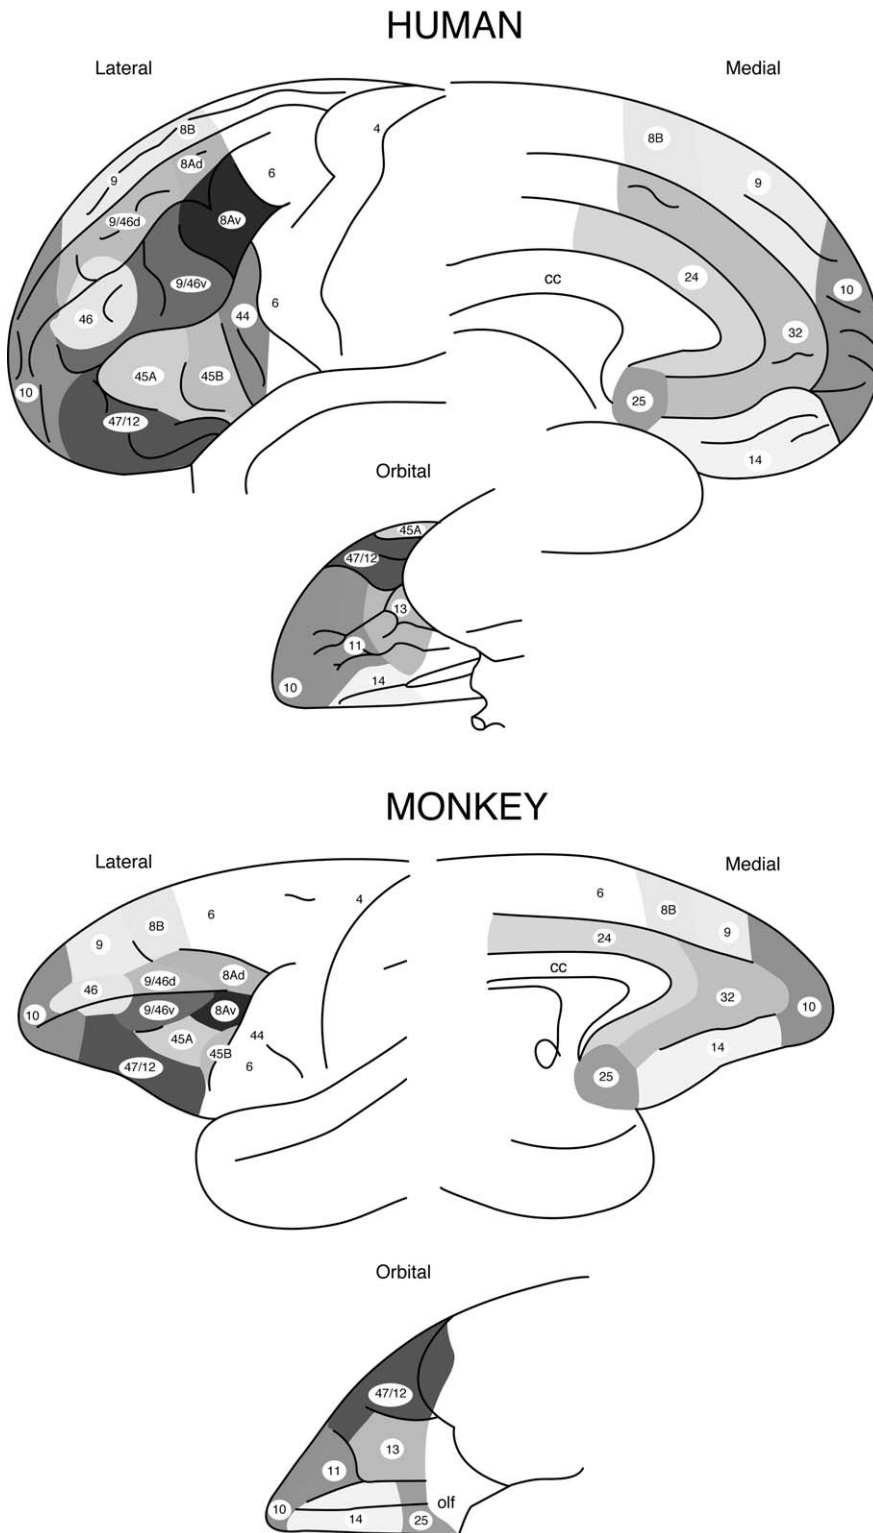 HUMAN
Lateral
Medial
8B
4
8B
8Ad
6
9
9
9/46d
8Av
9/46v
24
cc
10
6
46
44
32
45A
45B
10
25
47/12
14
Orbital
45A
47/12
13
11
14
10
MONKEY
Lateral
Medial
6
4
6
8B
8B
9
9
24
9/46d
8Ad
cc
46
32
10
9/46v
8Av
10
45A
44
14
45B
47/12
6
25
Orbital
47/12
13
11
olf
10
14
25